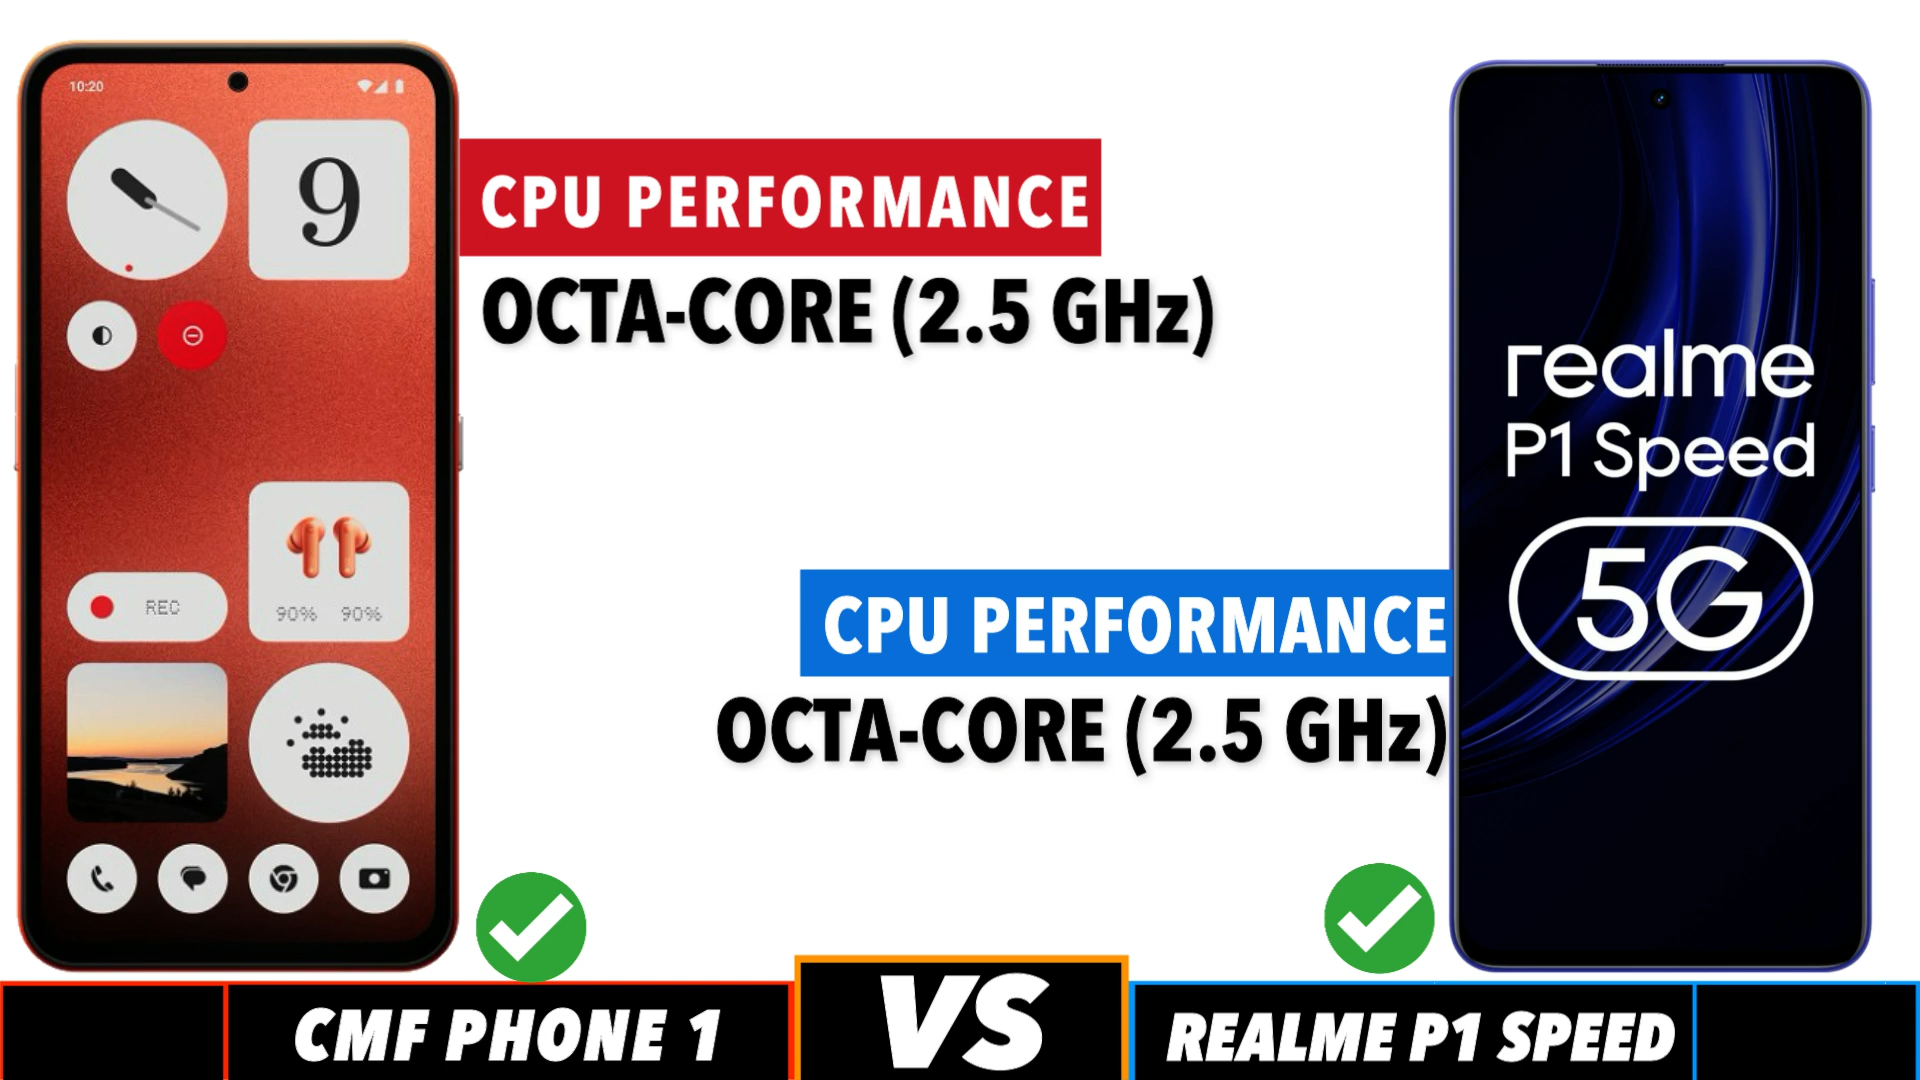 10:20
9
REC
90% 90%
CPU PERFORMANCE
OCTA-CORE (2.5 GHz)
CPU PERFORMANCE
OCTA-CORE (2.5 GHz)
realme
P1 Speed
5G
CMF PHONE 1
VS
REALME P1 SPEED